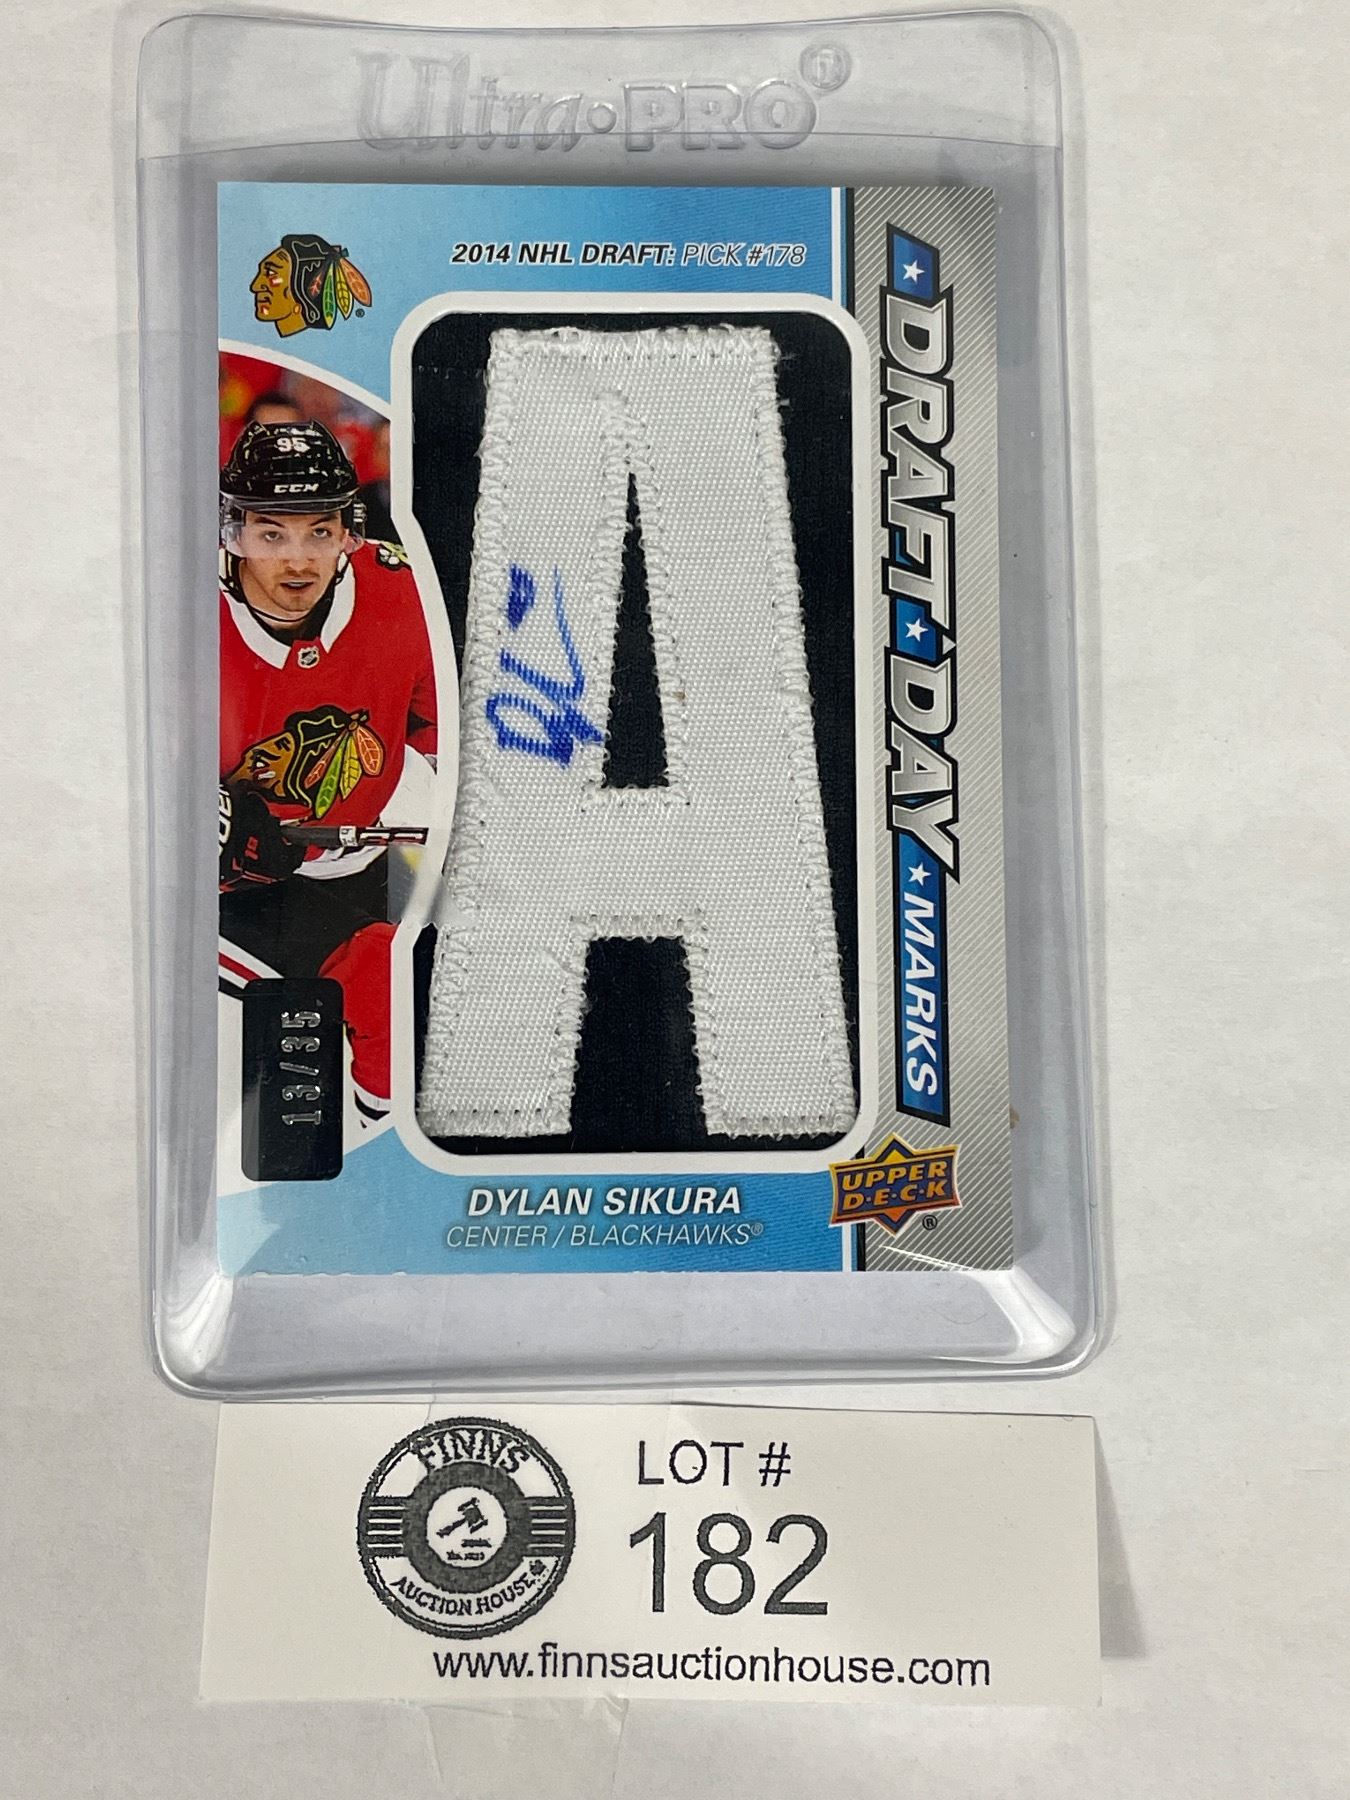 Ultra·PRO®
2014 NHL DRAFT: PICK #178
DRAFT DAY MARKS
95
CCM
A
13/35
DYLAN SIKURA
CENTER / BLACKHAWKS®
UPPER
D·E·C·K
®
FINNS
AUCTION HOUSE
LOT #
182
www.finnsauctionhouse.com